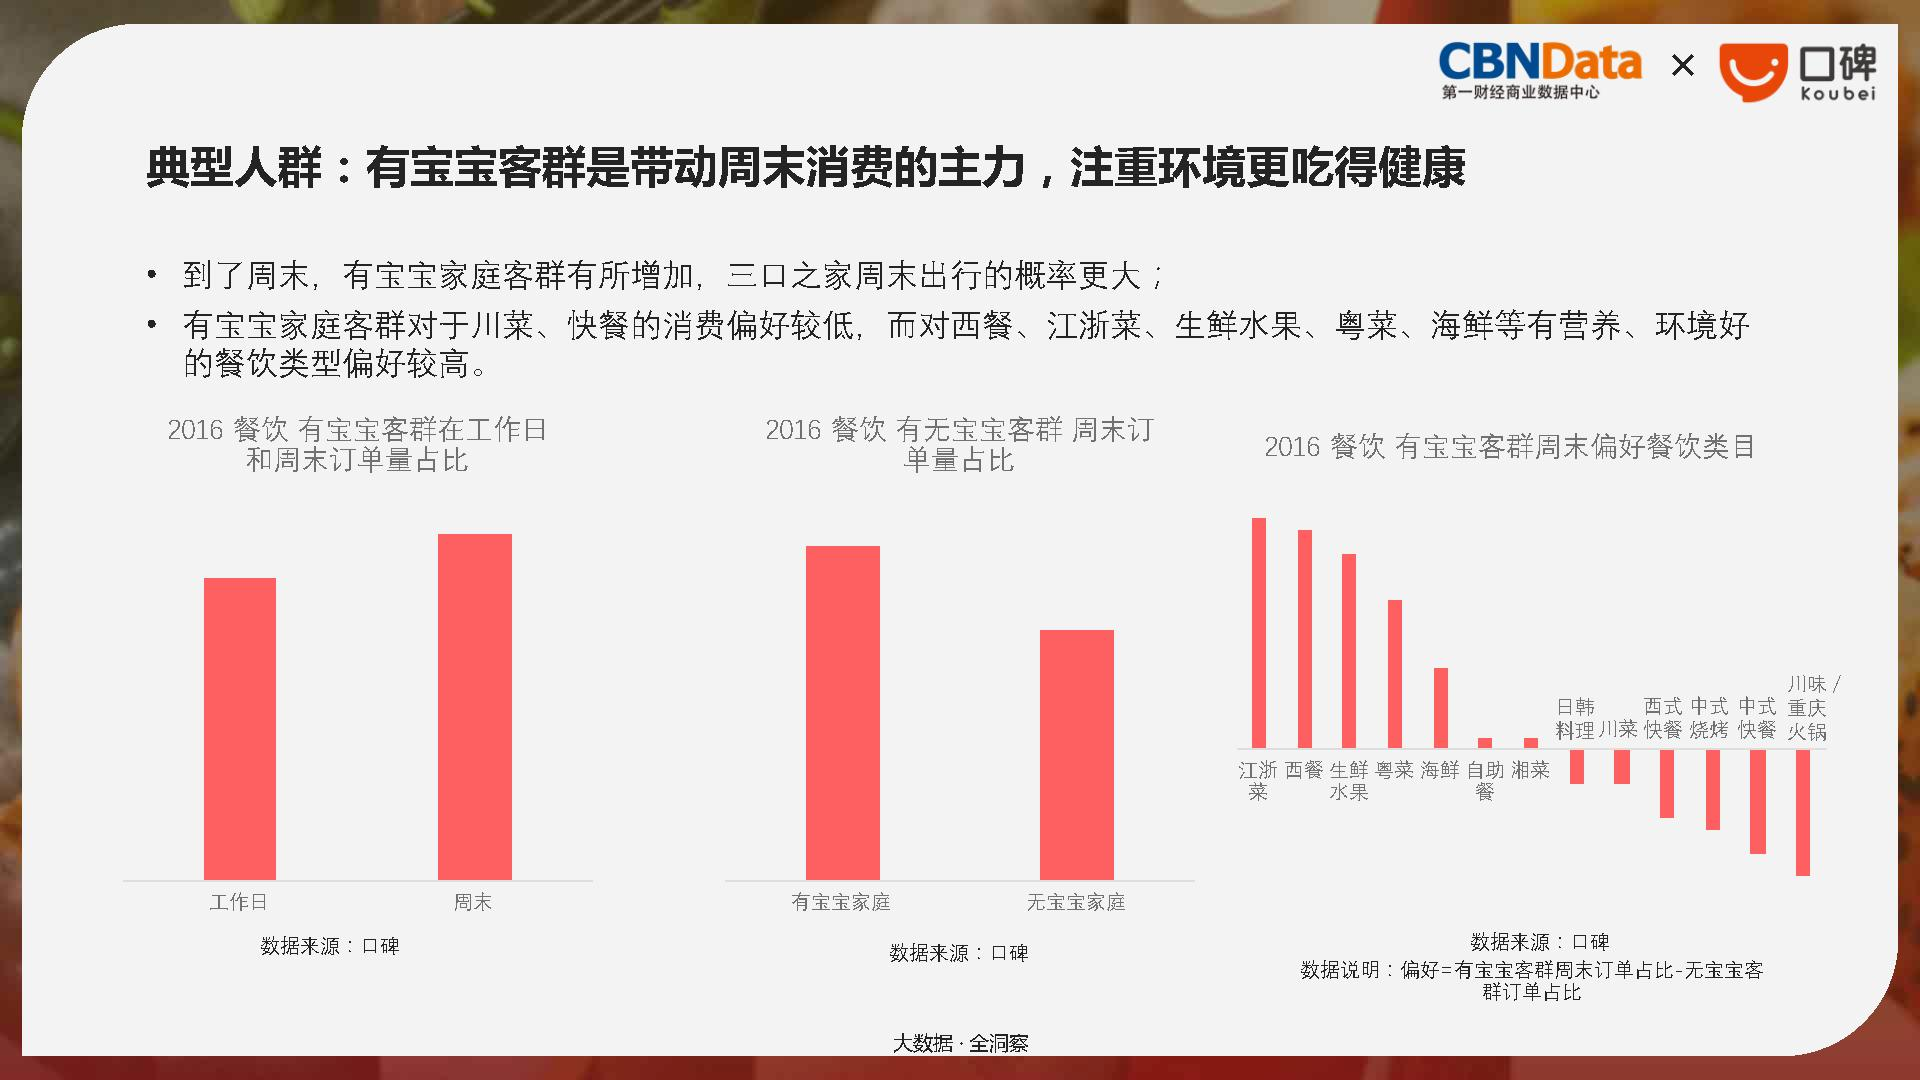 CBNData
第一财经商业数据中心
×
口碑
Koubei
典型人群：有宝宝客群是带动周末消费的主力，注重环境更吃得健康
• 到了周末，有宝宝家庭客群有所增加，三口之家周末出行的概率更大；
• 有宝宝家庭客群对于川菜、快餐的消费偏好较低，而对西餐、江浙菜、生鲜水果、粤菜、海鲜等有营养、环境好
的餐饮类型偏好较高。
2016 餐饮 有宝宝客群在工作日
和周末订单量占比
工作日
周末
数据来源：口碑
2016 餐饮 有无宝宝客群 周末订
单量占比
有宝宝家庭
无宝宝家庭
数据来源：口碑
2016 餐饮 有宝宝客群周末偏好餐饮类目
江浙
菜
西餐
生鲜
水果
粤菜
海鲜
自助
餐
湘菜
日韩
料理
川菜
西式
快餐
中式
烧烤
中式
快餐
川味 /
重庆
火锅
数据来源：口碑
数据说明：偏好=有宝宝客群周末订单占比-无宝宝客
群订单占比
大数据 · 全洞察